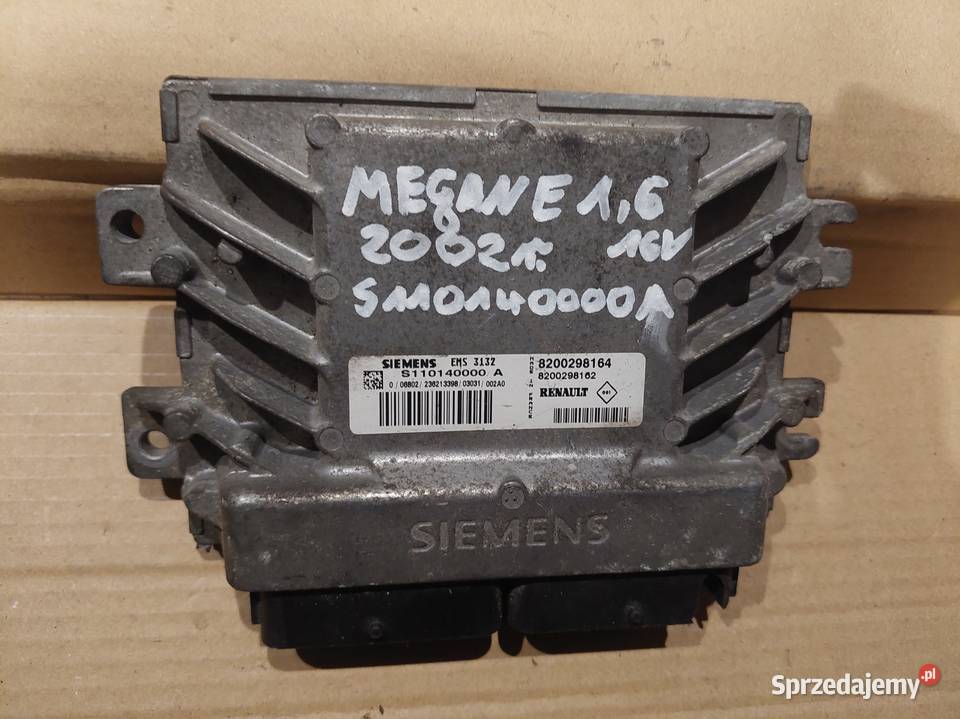 MEGANE 1,6
2002r. 16V
S110140000A
SIEMENS EMS 3132
S110140000 A
0/06802/236213398/03031/002A0
8200298164
8200298162
RENAULT
SIEMENS
Sprzedajemy.pl